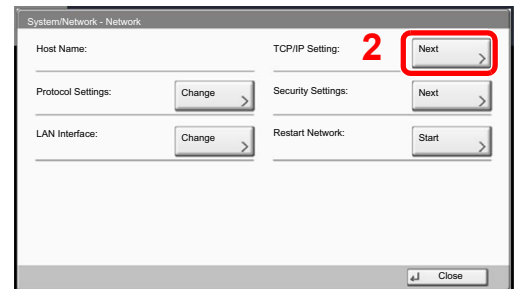 System/Network - Network
Host Name:
TCP/IP Setting:
2
Next
Protocol Settings:
Change
Security Settings:
Next
LAN Interface:
Change
Restart Network:
Start
Close